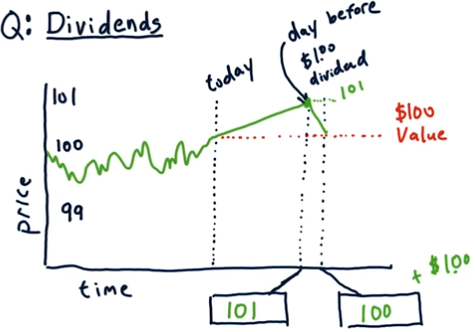 Q: Dividends
day before
$1.00
dividend
today
101
101
$100
Value
100
price
99
+ $1.00
time
101
100